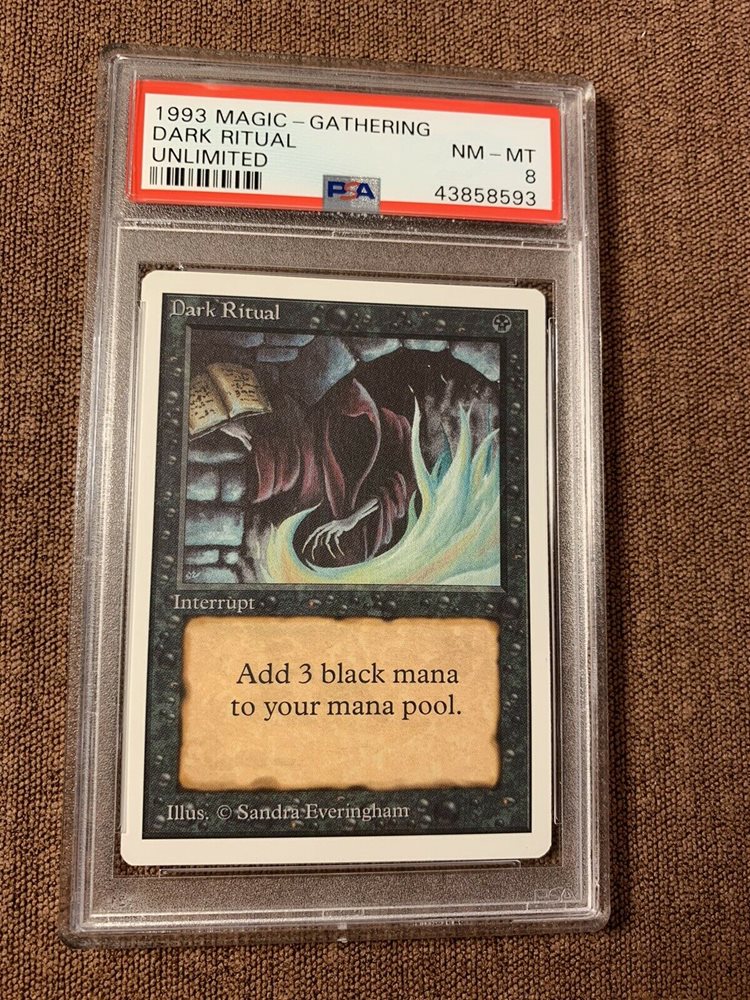 1993 MAGIC - GATHERING
DARK RITUAL
UNLIMITED
NM - MT
8
PSA
43858593
Dark Ritual
Interrupt
Add 3 black mana
to your mana pool.
Illus. © Sandra Everingham
PSA